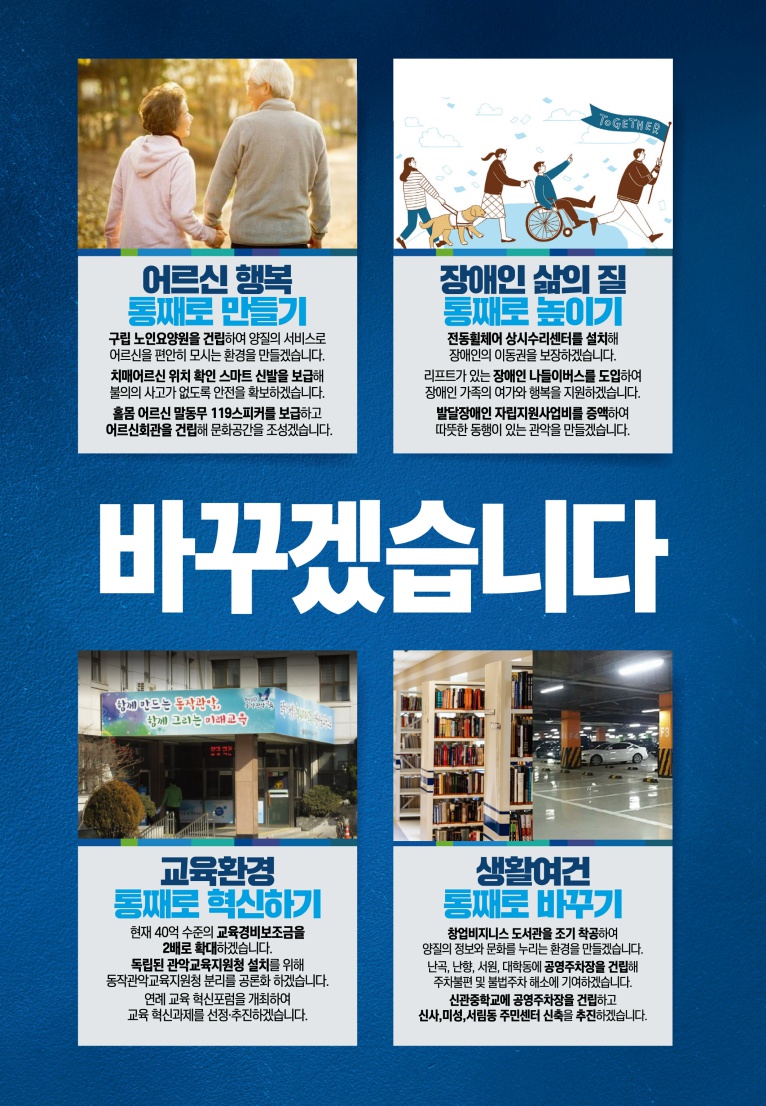 TOGETHER
어르신 행복
통째로 만들기
구립 노인요양원을 건립하여 양질의 서비스로
어르신을 편안히 모시는 환경을 만들겠습니다.
치매어르신 위치 확인 스마트 신발을 보급해
불의의 사고가 없도록 안전을 확보하겠습니다.
홀몸 어르신 말동무 119스피커를 보급하고
어르신회관을 건립해 문화공간을 조성겠습니다.
장애인 삶의 질
통째로 높이기
전동휠체어 상시수리센터를 설치해
장애인의 이동권을 보장하겠습니다.
리프트가 있는 장애인 나들이버스를 도입하여
장애인 가족의 여가와 행복을 지원하겠습니다.
발달장애인 자립지원사업비를 증액하여
따뜻한 동행이 있는 관악을 만들겠습니다.
바꾸겠습니다
함께 만드는 동작관악,
함께 그리는 미래교육
교육환경
통째로 혁신하기
현재 40억 수준의 교육경비보조금을
2배로 확대하겠습니다.
독립된 관악교육지원청 설치를 위해
동작관악교육지원청 분리를 공론화 하겠습니다.
연례 교육 혁신포럼을 개최하여
교육 혁신과제를 선정·추진하겠습니다.
F3
생활여건
통째로 바꾸기
창업비지니스 도서관을 조기 착공하여
양질의 정보와 문화를 누리는 환경을 만들겠습니다.
난곡, 난향, 서원, 대학동에 공영주차장을 건립해
주차불편 및 불법주차 해소에 기여하겠습니다.
신관중학교에 공영주차장을 건립하고
신사,미성,서림동 주민센터 신축을 추진하겠습니다.